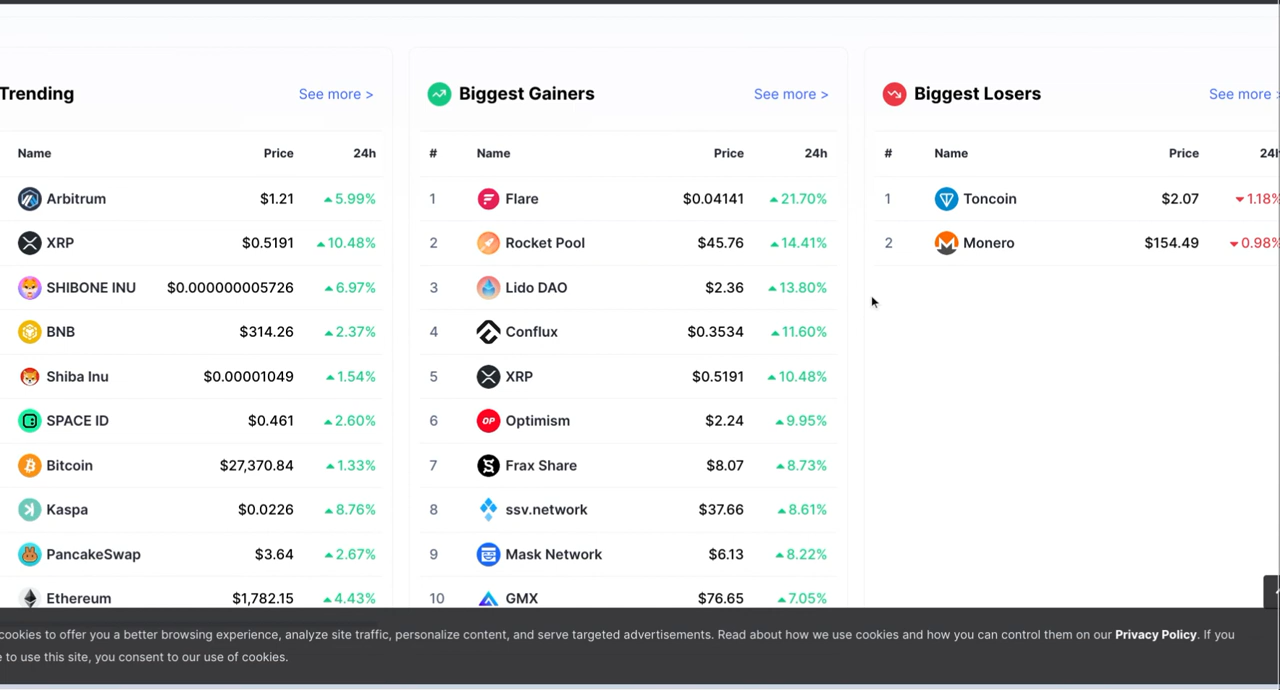 Trending See more >
Name Price 24h
Arbitrum $1.21 5.99%
XRP $0.5191 10.48%
SHIBONE INU $0.000000005726 6.97%
BNB $314.26 2.37%
Shiba Inu $0.00001049 1.54%
SPACE ID $0.461 2.60%
Bitcoin $27,370.84 1.33%
Kaspa $0.0226 8.76%
PancakeSwap $3.64 2.67%
Ethereum $1,782.15 4.43%
Biggest Gainers See more >
# Name Price 24h
1 Flare $0.04141 21.70%
2 Rocket Pool $45.76 14.41%
3 Lido DAO $2.36 13.80%
4 Conflux $0.3534 11.60%
5 XRP $0.5191 10.48%
6 OP Optimism $2.24 9.95%
7 Frax Share $8.07 8.73%
8 ssv.network $37.66 8.61%
9 Mask Network $6.13 8.22%
10 GMX $76.65 7.05%
Biggest Losers See more >
# Name Price 24h
1 Toncoin $2.07 1.18%
2 Monero $154.49 0.98%
cookies to offer you a better browsing experience, analyze site traffic, personalize content, and serve targeted advertisements. Read about how we use cookies and how you can control them on our Privacy Policy. If you
to use this site, you consent to our use of cookies.